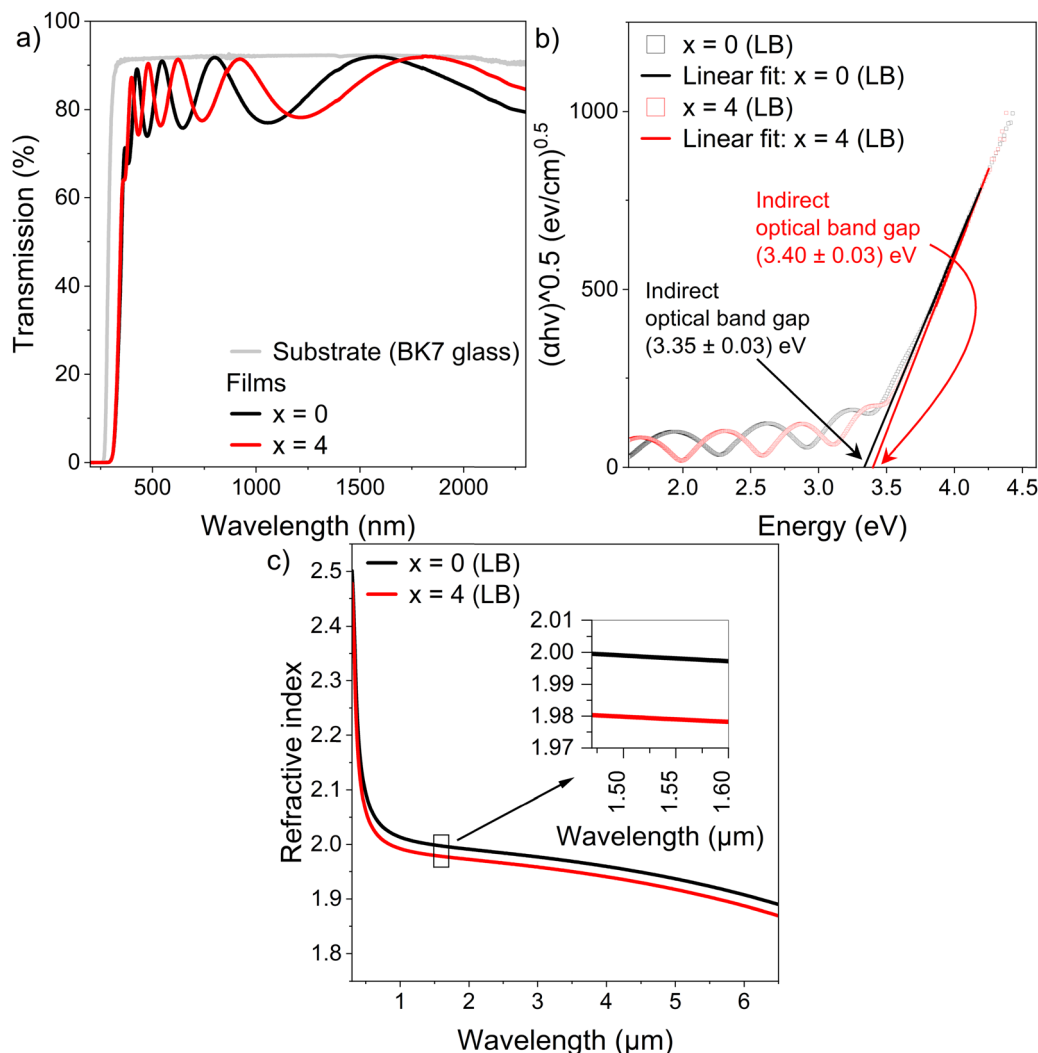 a)
100
80
60
40
20
0
Transmission (%)
Substrate (BK7 glass)
Films
x = 0
x = 4
500
1000
1500
2000
Wavelength (nm)
b)
x = 0 (LB)
Linear fit: x = 0 (LB)
x = 4 (LB)
Linear fit: x = 4 (LB)
1000
500
0
(αhν)^0.5 (ev/cm)^0.5
Indirect
optical band gap
(3.40 ± 0.03) eV
Indirect
optical band gap
(3.35 ± 0.03) eV
2.0
2.5
3.0
3.5
4.0
4.5
Energy (eV)
c)
x = 0 (LB)
x = 4 (LB)
2.5
2.4
2.3
2.2
2.1
2.0
1.9
1.8
Refractive index
2.01
2.00
1.98
1.97
1.50
1.55
1.60
Wavelength (µm)
1
2
3
4
5
6
Wavelength (µm)